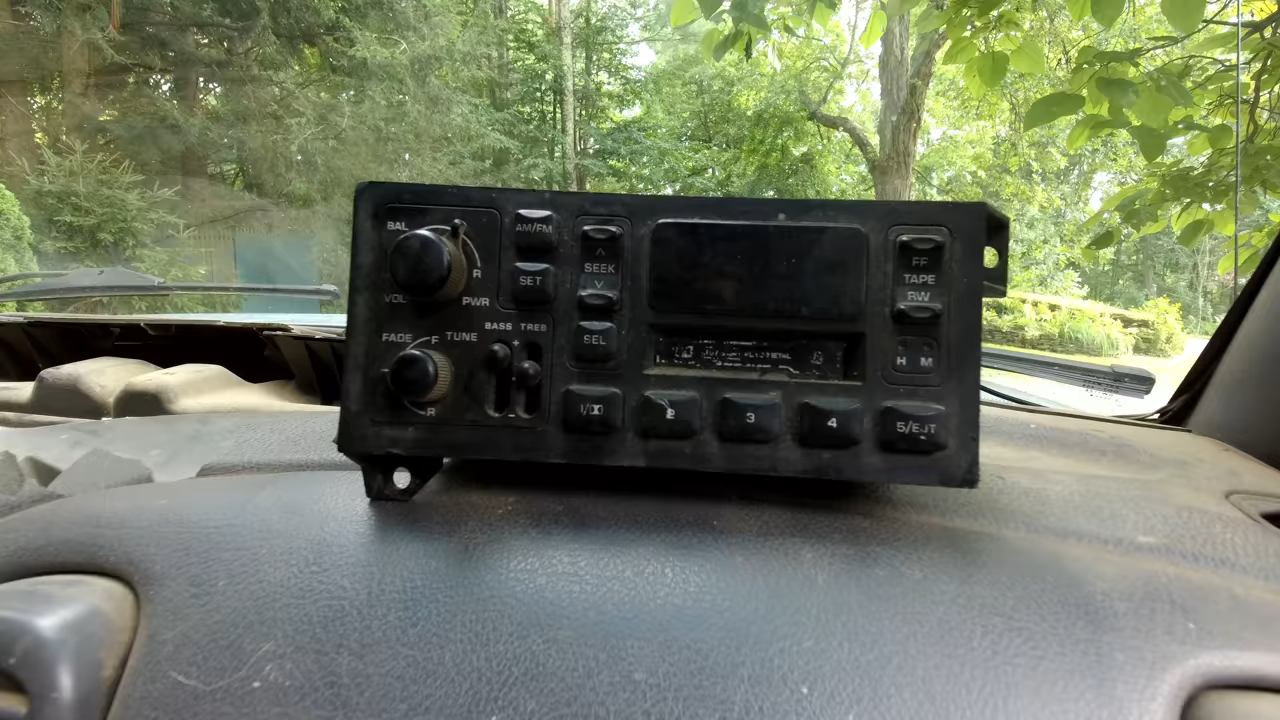 BAL
R
VOL
PWR
AM/FM
SET
SEEK
SEL
FADE
F
TUNE
R
BASS TREB
+
-
FF
TAPE
RW
H M
2
3
4
5/EJT